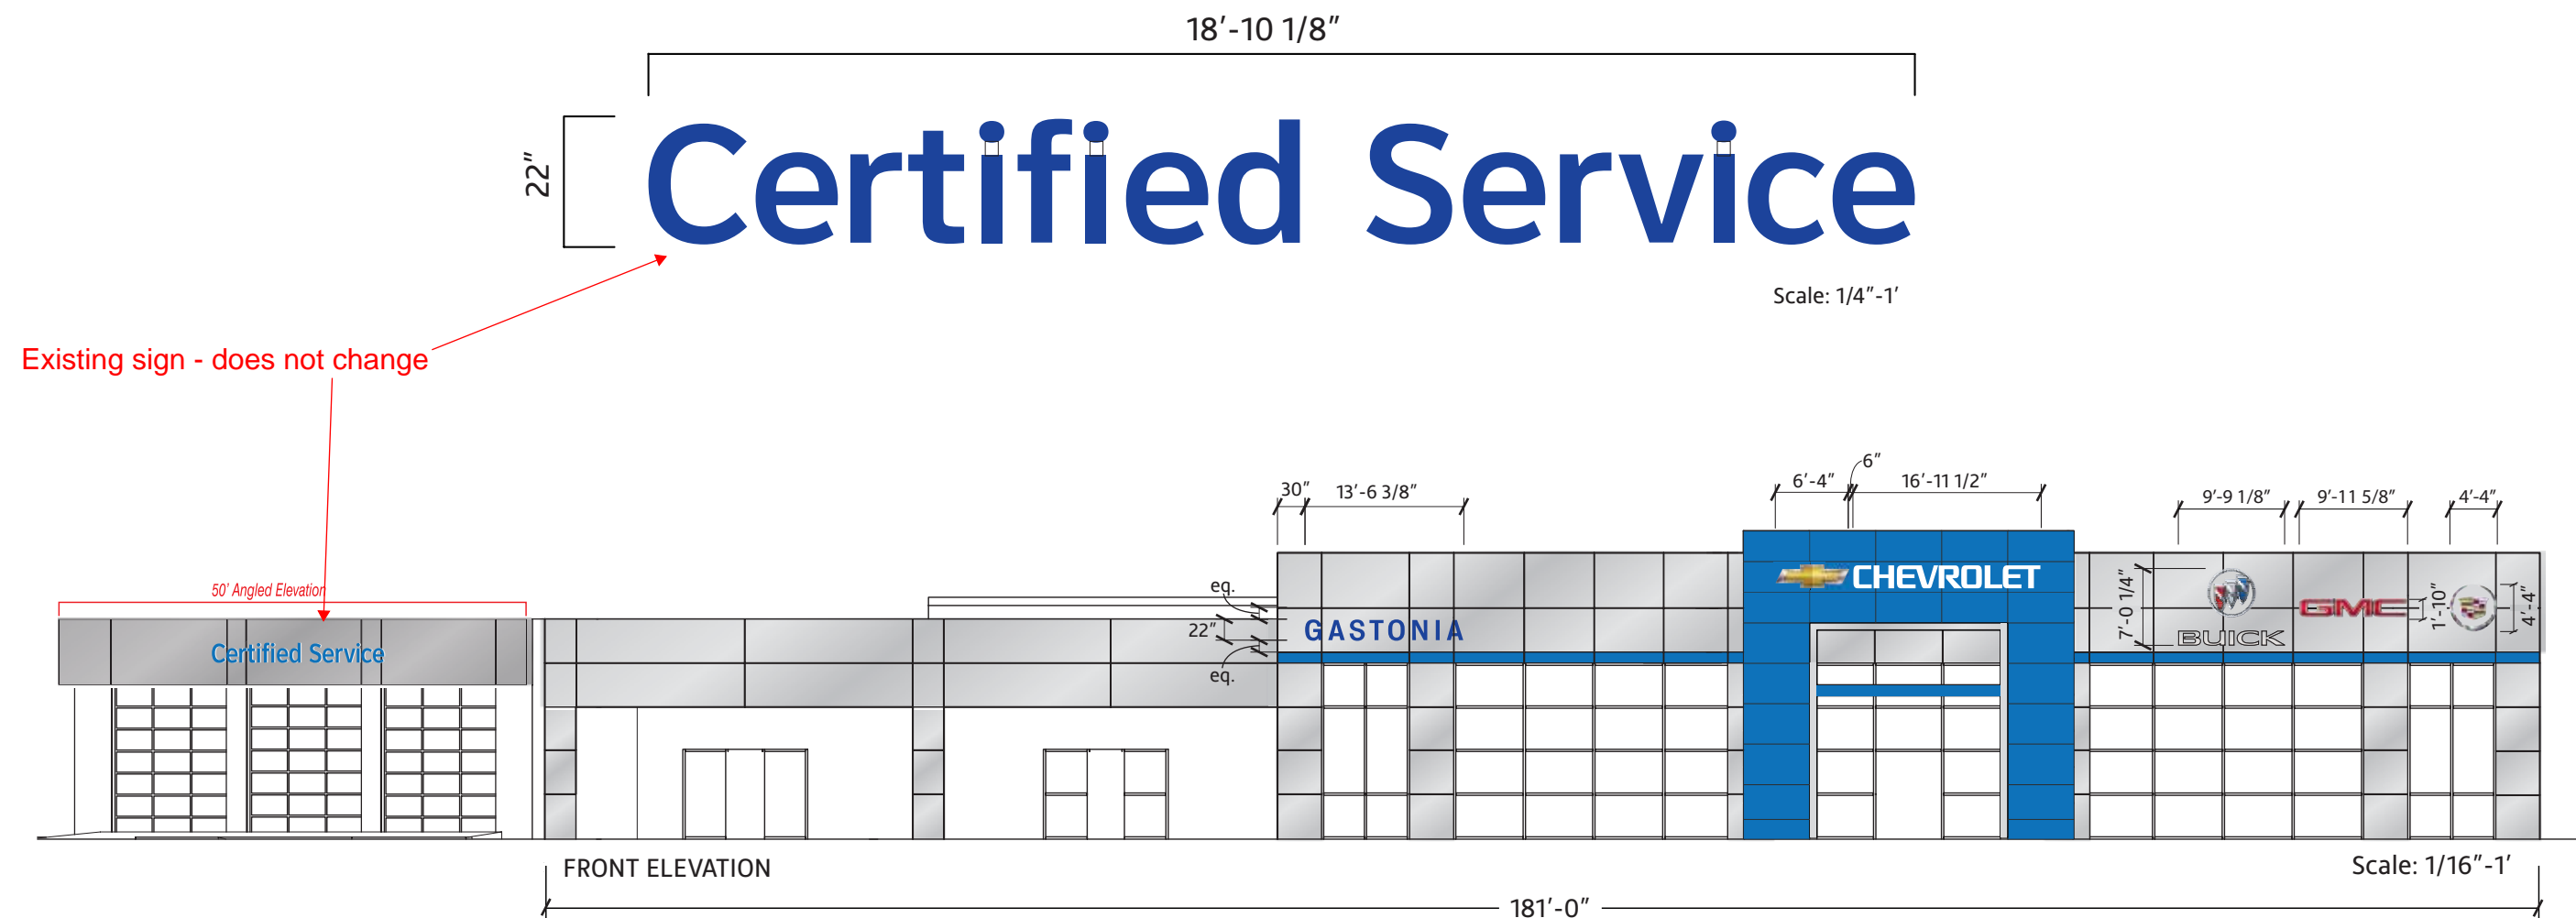 18'-10 1/8"
22"
Certified Service
Scale: 1/4"-1'
Existing sign - does not change
6"
30"
13'-6 3/8"
6'-4"
16'-11 1/2"
9'-9 1/8"
9'-11 5/8"
4'-4"
50' Angled Elevation
eq.
22"
eq.
Certified Service
GASTONIA
CHEVROLET
7'-0 1/4"
BUICK
GMC
1'-10"
4'-4"
FRONT ELEVATION
Scale: 1/16"-1'
181'-0"